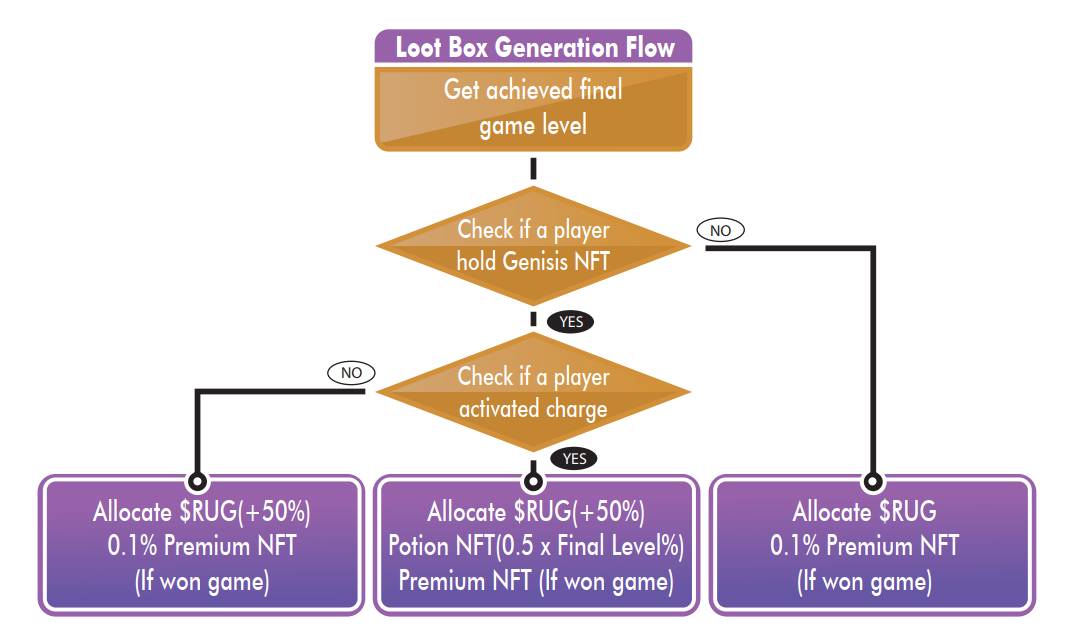 Loot Box Generation Flow
Get achieved final
game level
Check if a player
hold Genisis NFT
NO
YES
Check if a player
activated charge
NO
YES
Allocate $RUG(+50%)
0.1% Premium NFT
(If won game)
Allocate $RUG(+50%)
Potion NFT(0.5 x Final Level%)
Premium NFT (If won game)
Allocate $RUG
0.1% Premium NFT
(If won game)